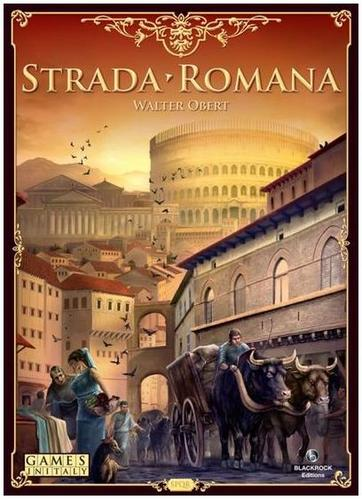 STRADA ROMANA
WALTER OBERT
GAMES
IN ITALY
SPQR
BLACKROCK
Editions